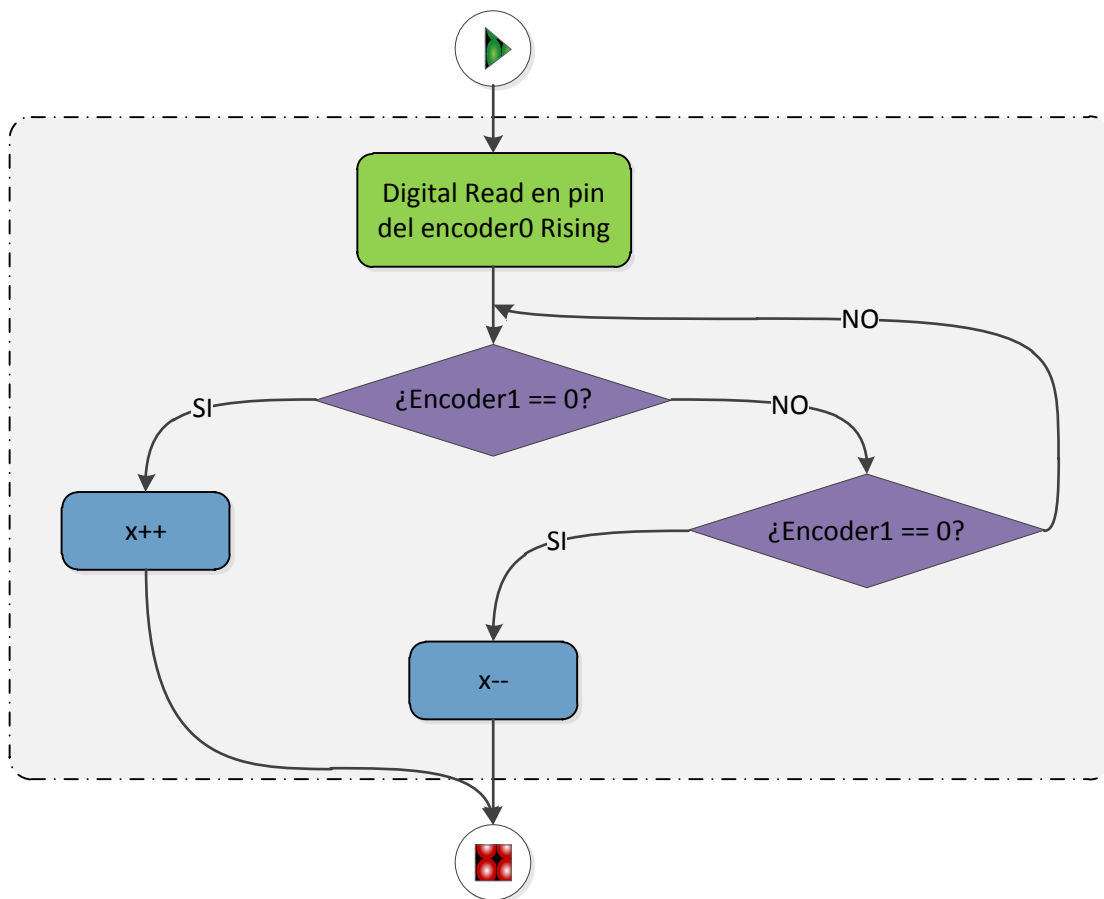 Digital Read en pin
del encoder0 Rising
NO
¿Encoder1 == 0?
SI
NO
x++
¿Encoder1 == 0?
SI
x--